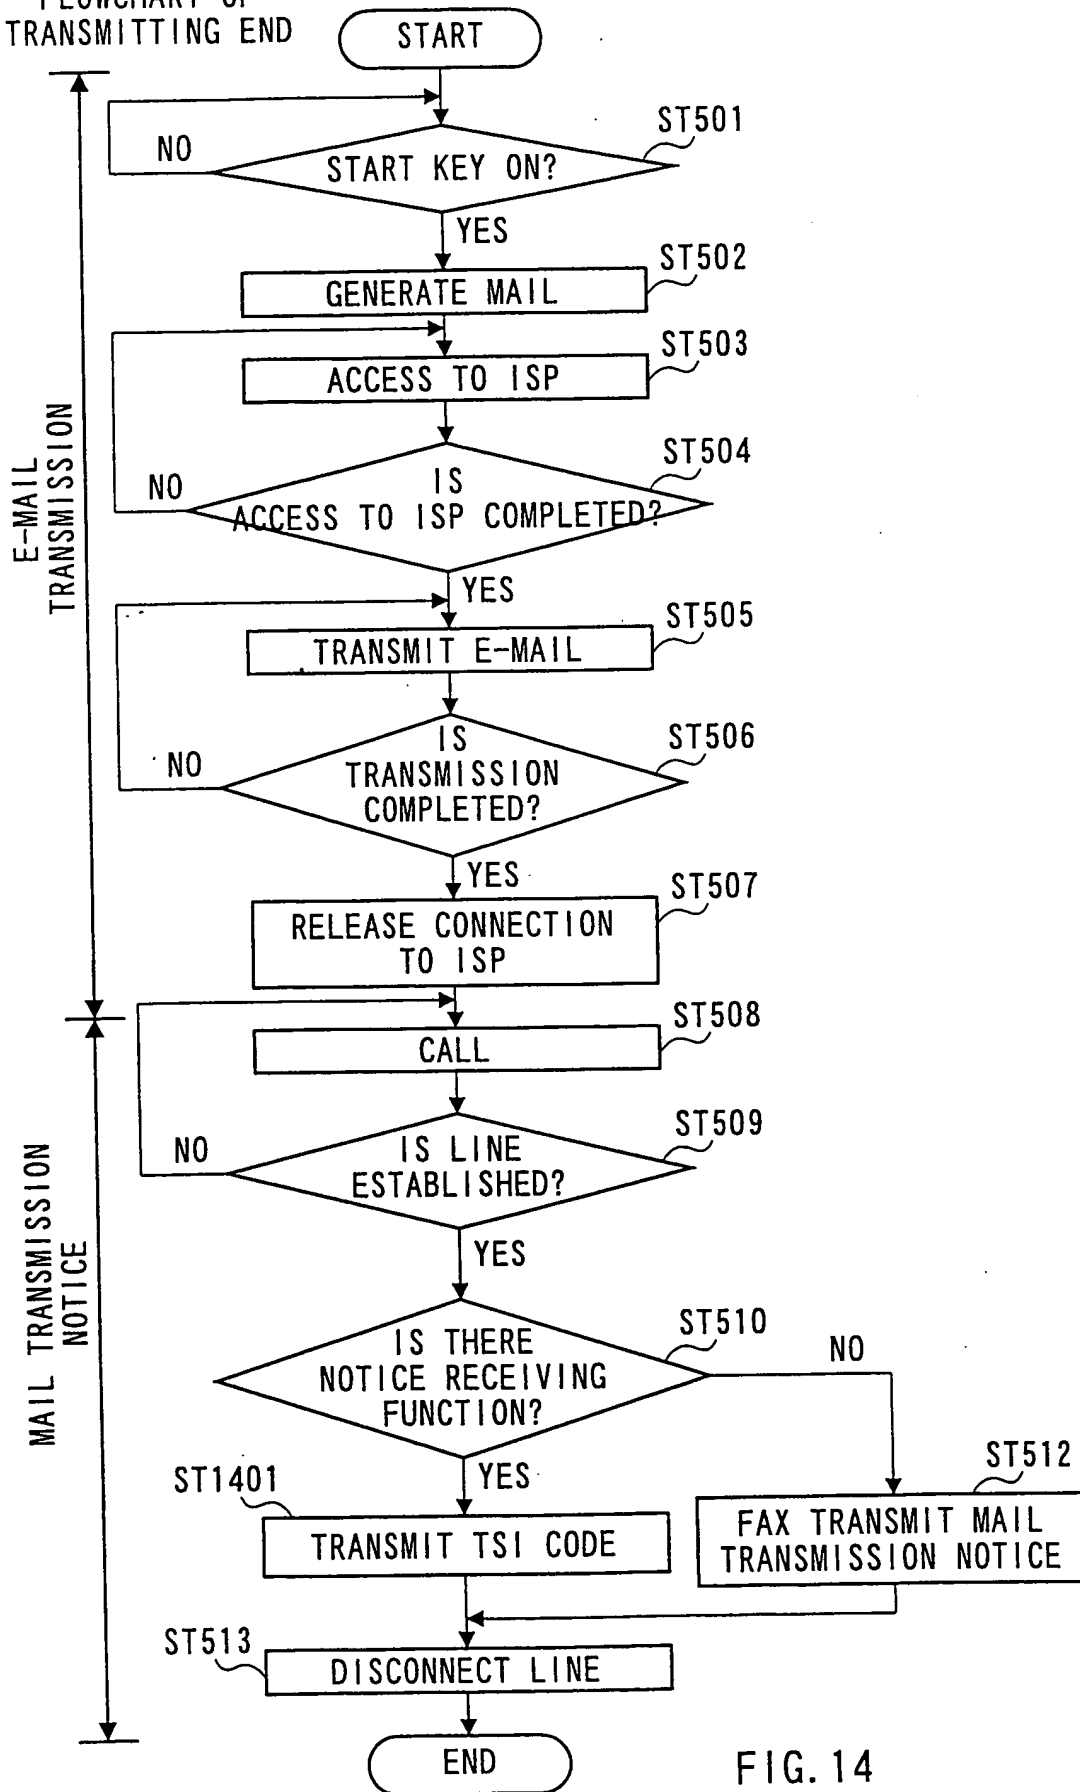 FLOWCHART OF
TRANSMITTING END
START
ST501
NO
START KEY ON?
YES
ST502
GENERATE MAIL
ST503
ACCESS TO ISP
ST504
NO
IS
ACCESS TO ISP COMPLETED?
YES
ST505
TRANSMIT E-MAIL
ST506
NO
IS
TRANSMISSION
COMPLETED?
YES
ST507
RELEASE CONNECTION
TO ISP
E-MAIL
TRANSMISSION
ST508
CALL
ST509
NO
IS LINE
ESTABLISHED?
YES
ST510
IS THERE
NOTICE RECEIVING
FUNCTION?
NO
YES
ST1401
TRANSMIT TSI CODE
ST512
FAX TRANSMIT MAIL
TRANSMISSION NOTICE
ST513
DISCONNECT LINE
MAIL TRANSMISSION
NOTICE
END
FIG. 14